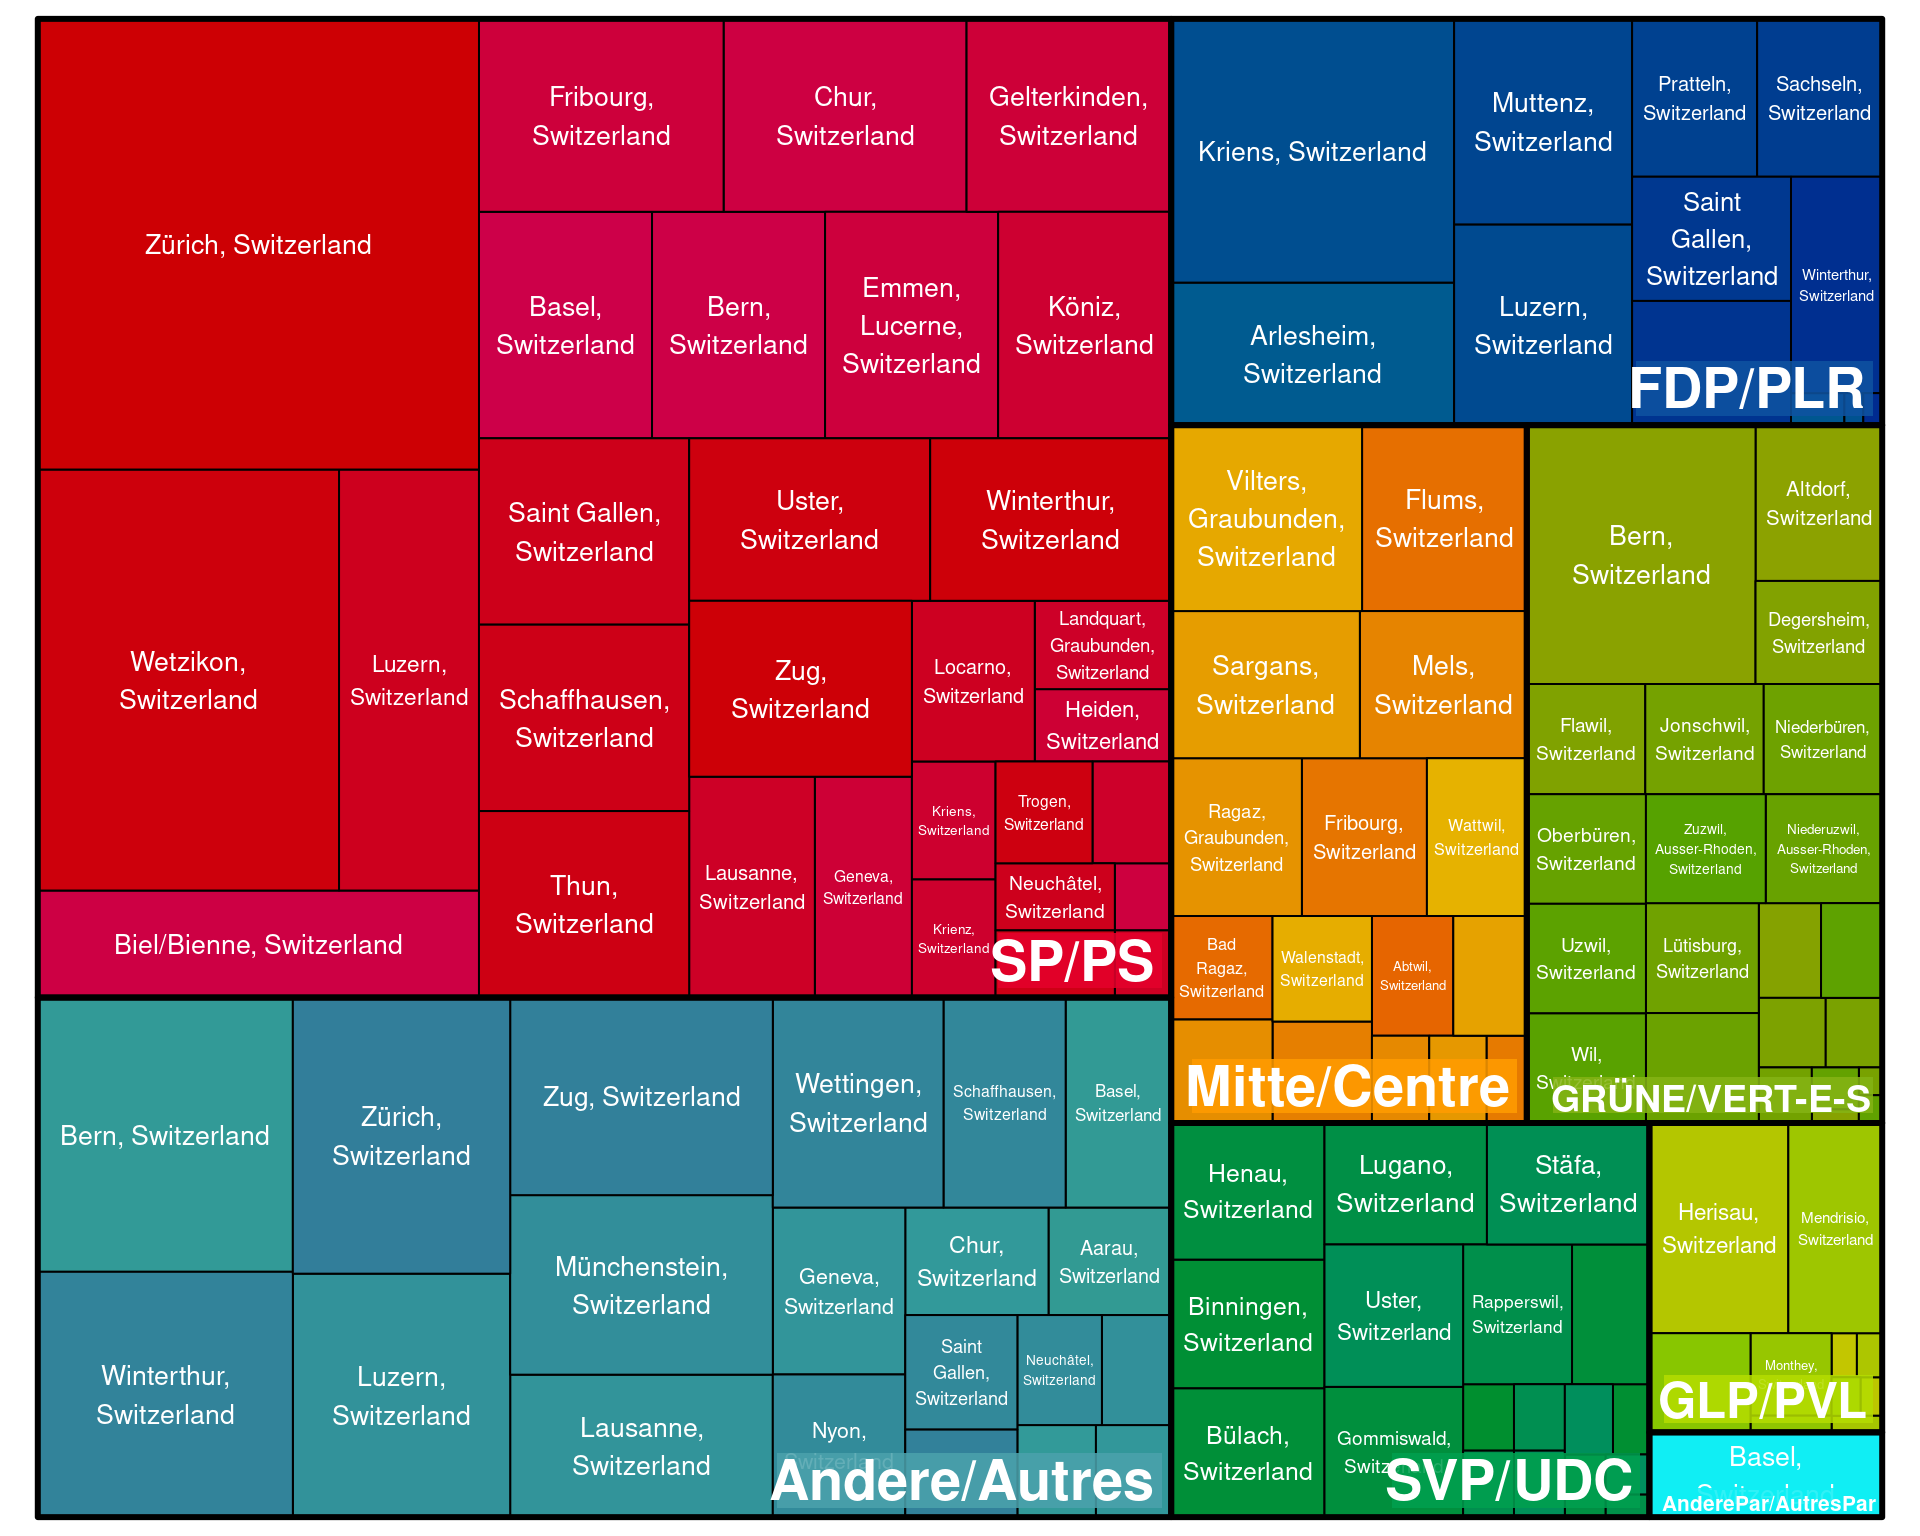 Zürich, Switzerland
Fribourg,
Switzerland
Chur,
Switzerland
Gelterkinden,
Switzerland
Basel,
Switzerland
Bern,
Switzerland
Emmen,
Lucerne,
Switzerland
Köniz,
Switzerland
Wetzikon,
Switzerland
Luzern,
Switzerland
Biel/Bienne, Switzerland
Saint Gallen,
Switzerland
Uster,
Switzerland
Winterthur,
Switzerland
Schaffhausen,
Switzerland
Thun,
Switzerland
Zug,
Switzerland
Locarno,
Switzerland
Landquart,
Graubunden,
Switzerland
Heiden,
Switzerland
Lausanne,
Switzerland
Geneva,
Switzerland
Kriens,
Switzerland
Trogen,
Switzerland
Krienz,
Switzerland
Neuchâtel,
Switzerland
SP/PS
Kriens, Switzerland
Arlesheim,
Switzerland
Muttenz,
Switzerland
Luzern,
Switzerland
Pratteln,
Switzerland
Sachseln,
Switzerland
Saint
Gallen,
Switzerland
Winterthur,
Switzerland
FDP/PLR
Vilters,
Graubunden,
Switzerland
Flums,
Switzerland
Sargans,
Switzerland
Mels,
Switzerland
Ragaz,
Graubunden,
Switzerland
Fribourg,
Switzerland
Wattwil,
Switzerland
Bad
Ragaz,
Switzerland
Walenstadt,
Switzerland
Abtwil,
Switzerland
Mitte/Centre
Bern,
Switzerland
Altdorf,
Switzerland
Degersheim,
Switzerland
Flawil,
Switzerland
Jonschwil,
Switzerland
Niederbüren,
Switzerland
Oberbüren,
Switzerland
Zuzwil,
Ausser-Rhoden,
Switzerland
Niederuzwil,
Ausser-Rhoden,
Switzerland
Uzwil,
Switzerland
Lütisburg,
Switzerland
Wil,
Switzerland
GRÜNE/VERT-E-S
Bern, Switzerland
Zürich,
Switzerland
Winterthur,
Switzerland
Luzern,
Switzerland
Zug, Switzerland
Münchenstein,
Switzerland
Lausanne,
Switzerland
Wettingen,
Switzerland
Schaffhausen,
Switzerland
Basel,
Switzerland
Geneva,
Switzerland
Chur,
Switzerland
Aarau,
Switzerland
Saint
Gallen,
Switzerland
Neuchâtel,
Switzerland
Nyon,
Switzerland
Andere/Autres
Henau,
Switzerland
Lugano,
Switzerland
Stäfa,
Switzerland
Binningen,
Switzerland
Uster,
Switzerland
Rapperswil,
Switzerland
Bülach,
Switzerland
Gommiswald,
Switzerland
SVP/UDC
Herisau,
Switzerland
Mendrisio,
Switzerland
Monthey,
GLP/PVL
Basel,
Switzerland
AnderePar/AutresPar